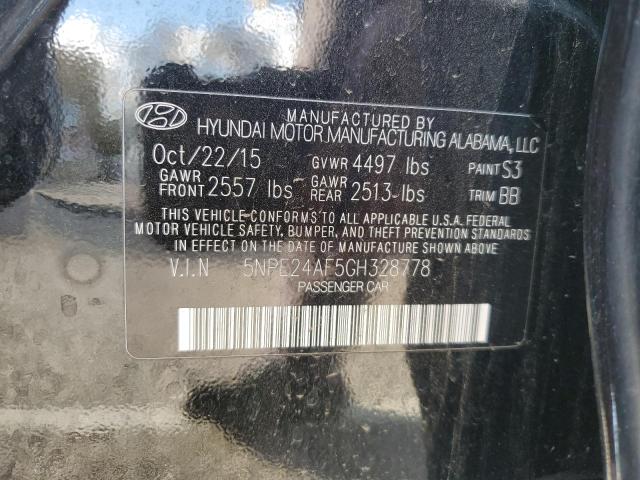 MANUFACTURED BY
HYUNDAI MOTOR MANUFACTURING ALABAMA, LLC
Oct/22/15 GVWR 4497 lbs PAINT S3
GAWR FRONT 2557 lbs GAWR REAR 2513 lbs TRIM BB
THIS VEHICLE CONFORMS TO ALL APPLICABLE U.S.A. FEDERAL
MOTOR VEHICLE SAFETY, BUMPER, AND THEFT PREVENTION STANDARDS
IN EFFECT ON THE DATE OF MANUFACTURE SHOWN ABOVE.
V.I.N 5NPE24AF5GH328778
PASSENGER CAR